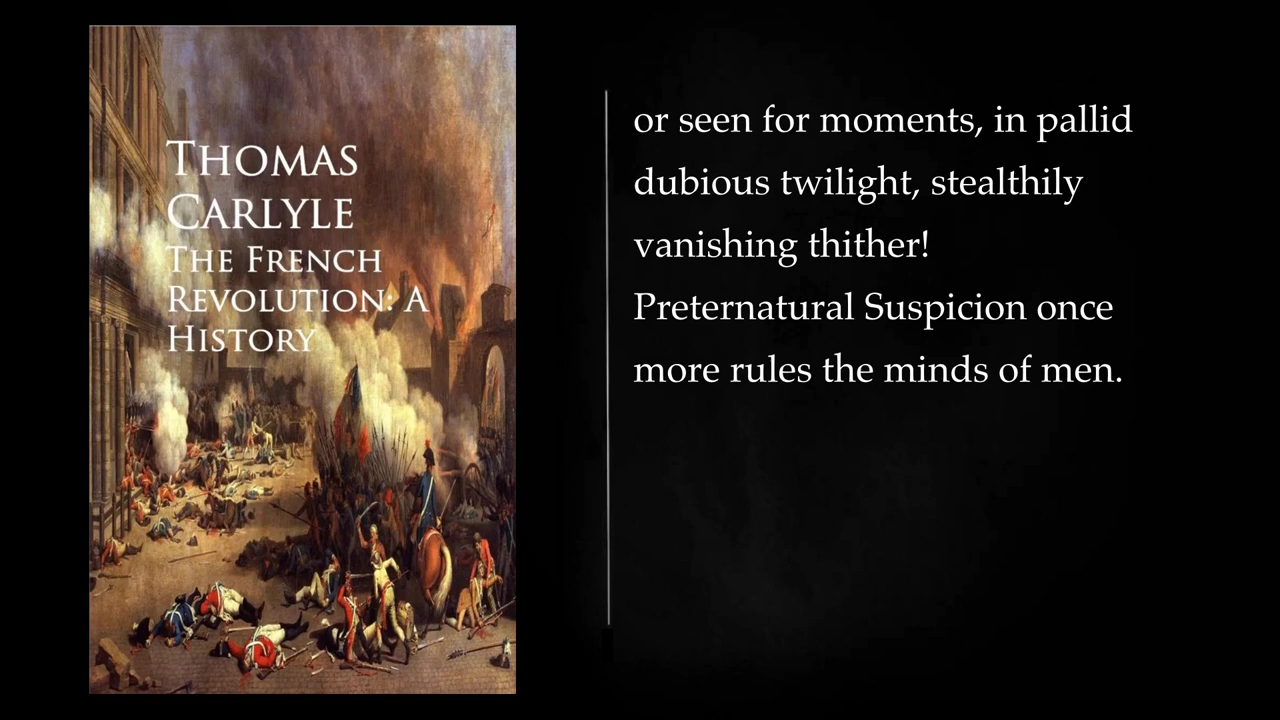 THOMAS
CARLYLE
THE FRENCH
REVOLUTION: A
HISTORY
or seen for moments, in pallid
dubious twilight, stealthily
vanishing thither!
Preternatural Suspicion once
more rules the minds of men.